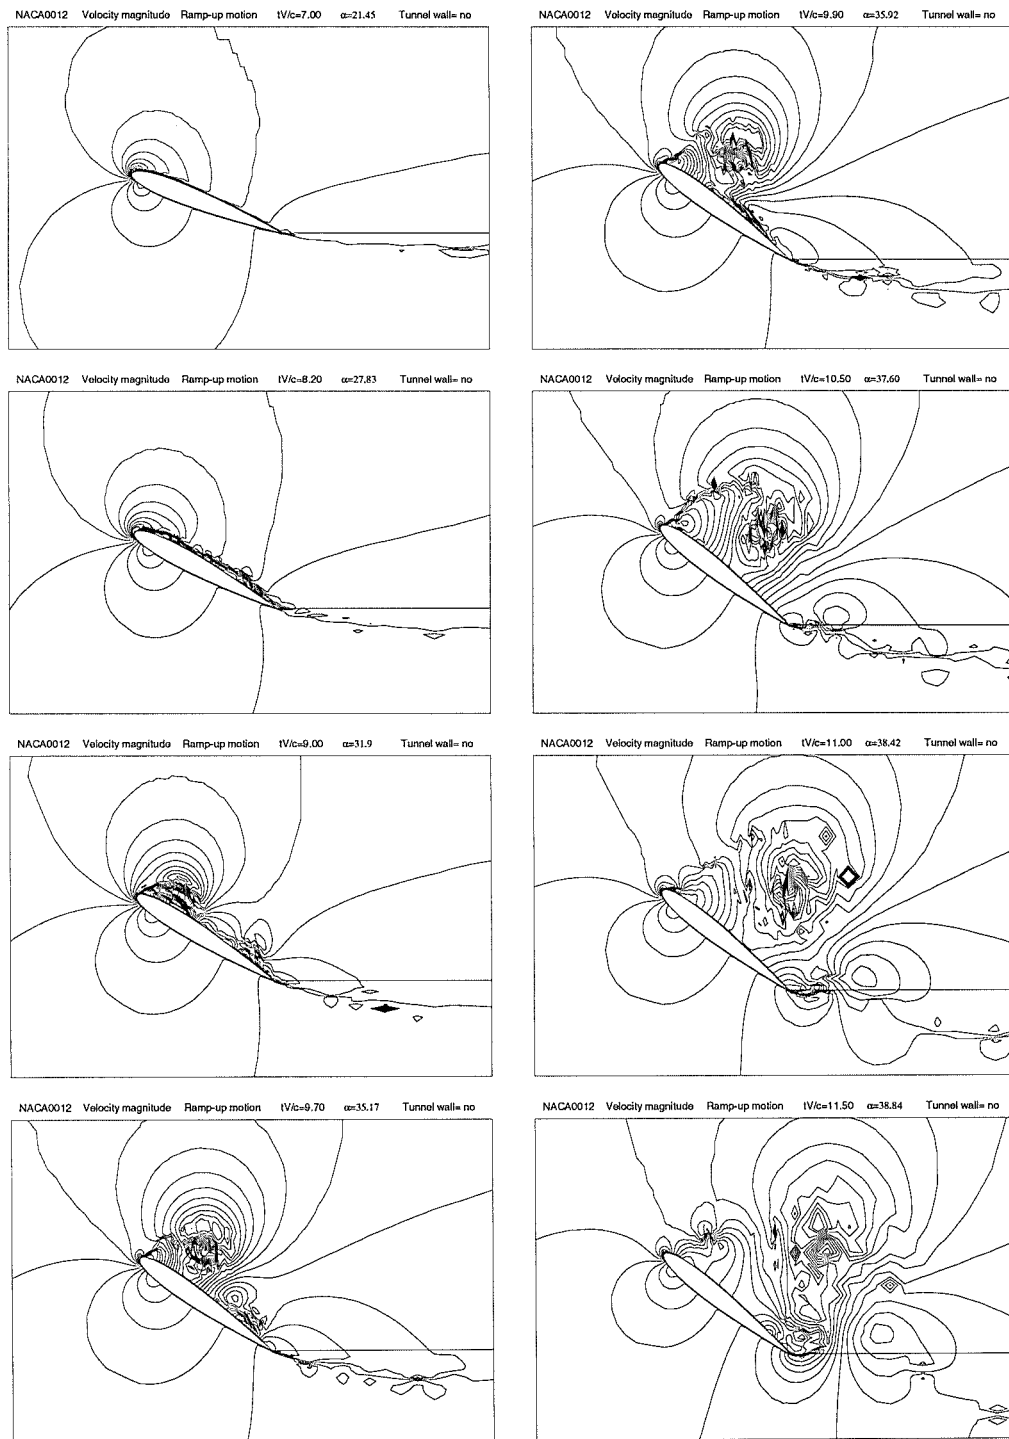 NACA0012 Velocity magnitude Ramp-up motion tV/c=7.00 α=21.45 Tunnel wall= no
NACA0012 Velocity magnitude Ramp-up motion tV/c=8.20 α=27.83 Tunnel wall= no
NACA0012 Velocity magnitude Ramp-up motion tV/c=9.00 α=31.9 Tunnel wall= no
NACA0012 Velocity magnitude Ramp-up motion tV/c=9.70 α=35.17 Tunnel wall= no
NACA0012 Velocity magnitude Ramp-up motion tV/c=9.90 α=35.92 Tunnel wall= no
NACA0012 Velocity magnitude Ramp-up motion tV/c=10.50 α=37.60 Tunnel wall= no
NACA0012 Velocity magnitude Ramp-up motion tV/c=11.00 α=38.42 Tunnel wall= no
NACA0012 Velocity magnitude Ramp-up motion tV/c=11.50 α=38.84 Tunnel wall= no